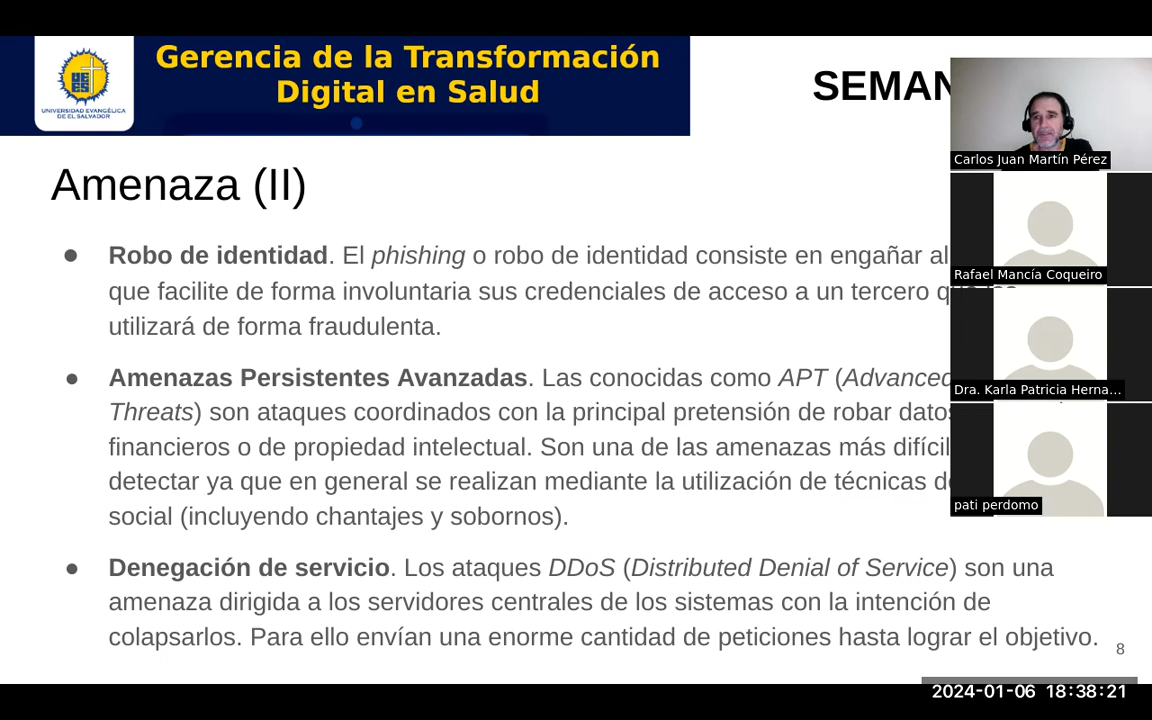 Gerencia de la Transformación
Digital en Salud
UNIVERSIDAD EVANGÉLICA
DE EL SALVADOR
SEMAN
Carlos Juan Martín Pérez
Rafael Mancía Coqueiro
Dra. Karla Patricia Herna...
pati perdomo
Amenaza (II)
● Robo de identidad. El phishing o robo de identidad consiste en engañar al
que facilite de forma involuntaria sus credenciales de acceso a un tercero
utilizará de forma fraudulenta.
● Amenazas Persistentes Avanzadas. Las conocidas como APT (Advanced
Threats) son ataques coordinados con la principal pretensión de robar datos
financieros o de propiedad intelectual. Son una de las amenazas más difícil
detectar ya que en general se realizan mediante la utilización de técnicas d
social (incluyendo chantajes y sobornos).
● Denegación de servicio. Los ataques DDoS (Distributed Denial of Service) son una
amenaza dirigida a los servidores centrales de los sistemas con la intención de
colapsarlos. Para ello envían una enorme cantidad de peticiones hasta lograr el objetivo.
8
2024-01-06 18:38:21